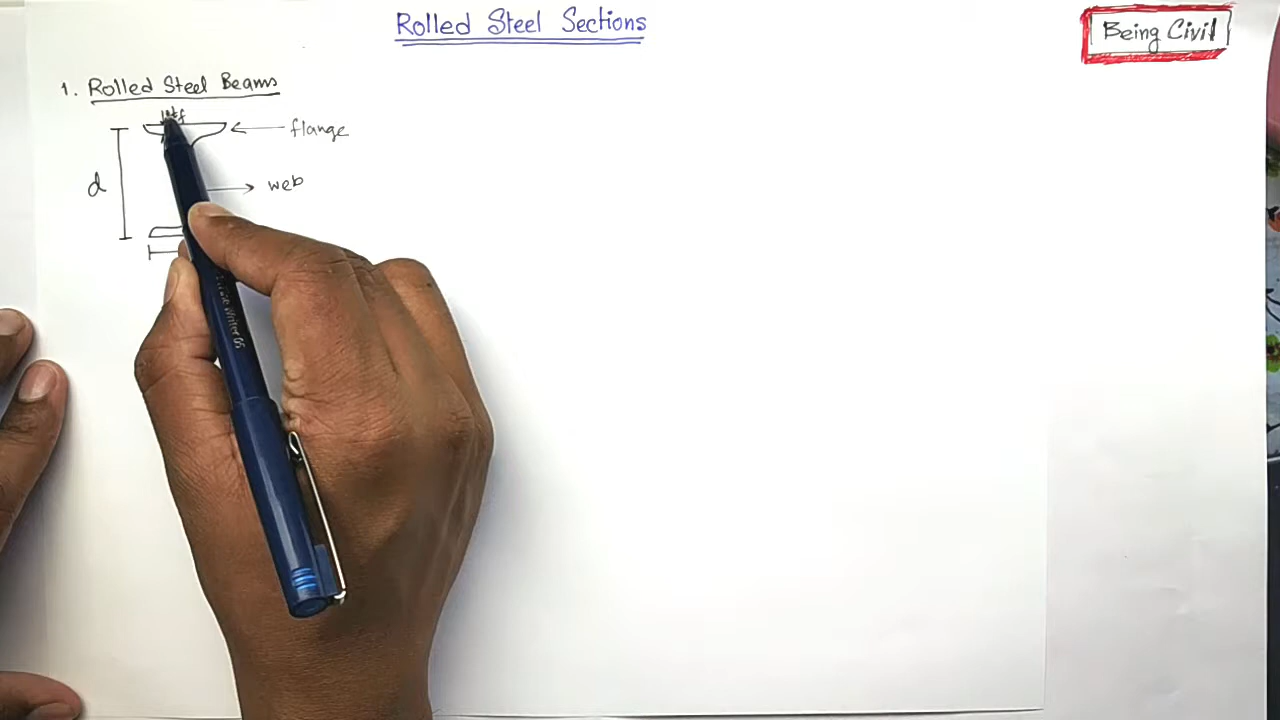 Rolled Steel Sections
Being Civil
1. Rolled Steel Beams
flange
d
web